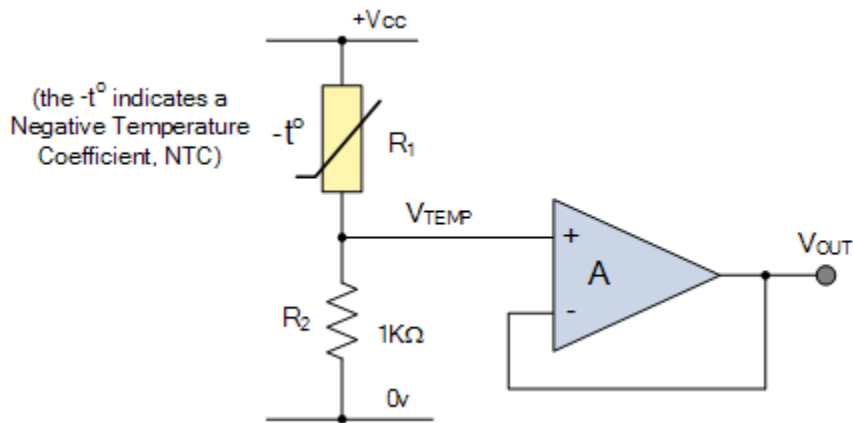 +Vcc
(the -t° indicates a
Negative Temperature
Coefficient, NTC)
-t°
R₁
VTEMP
VOUT
+
A
-
R₂
1KΩ
0v